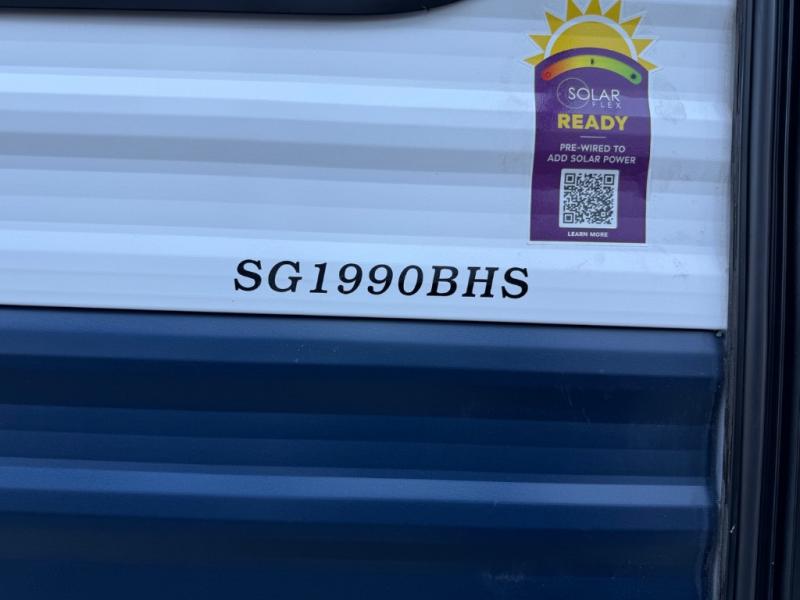 SOLAR
FLEX
READY
PRE-WIRED TO
ADD SOLAR POWER
LEARN MORE
SG1990BHS